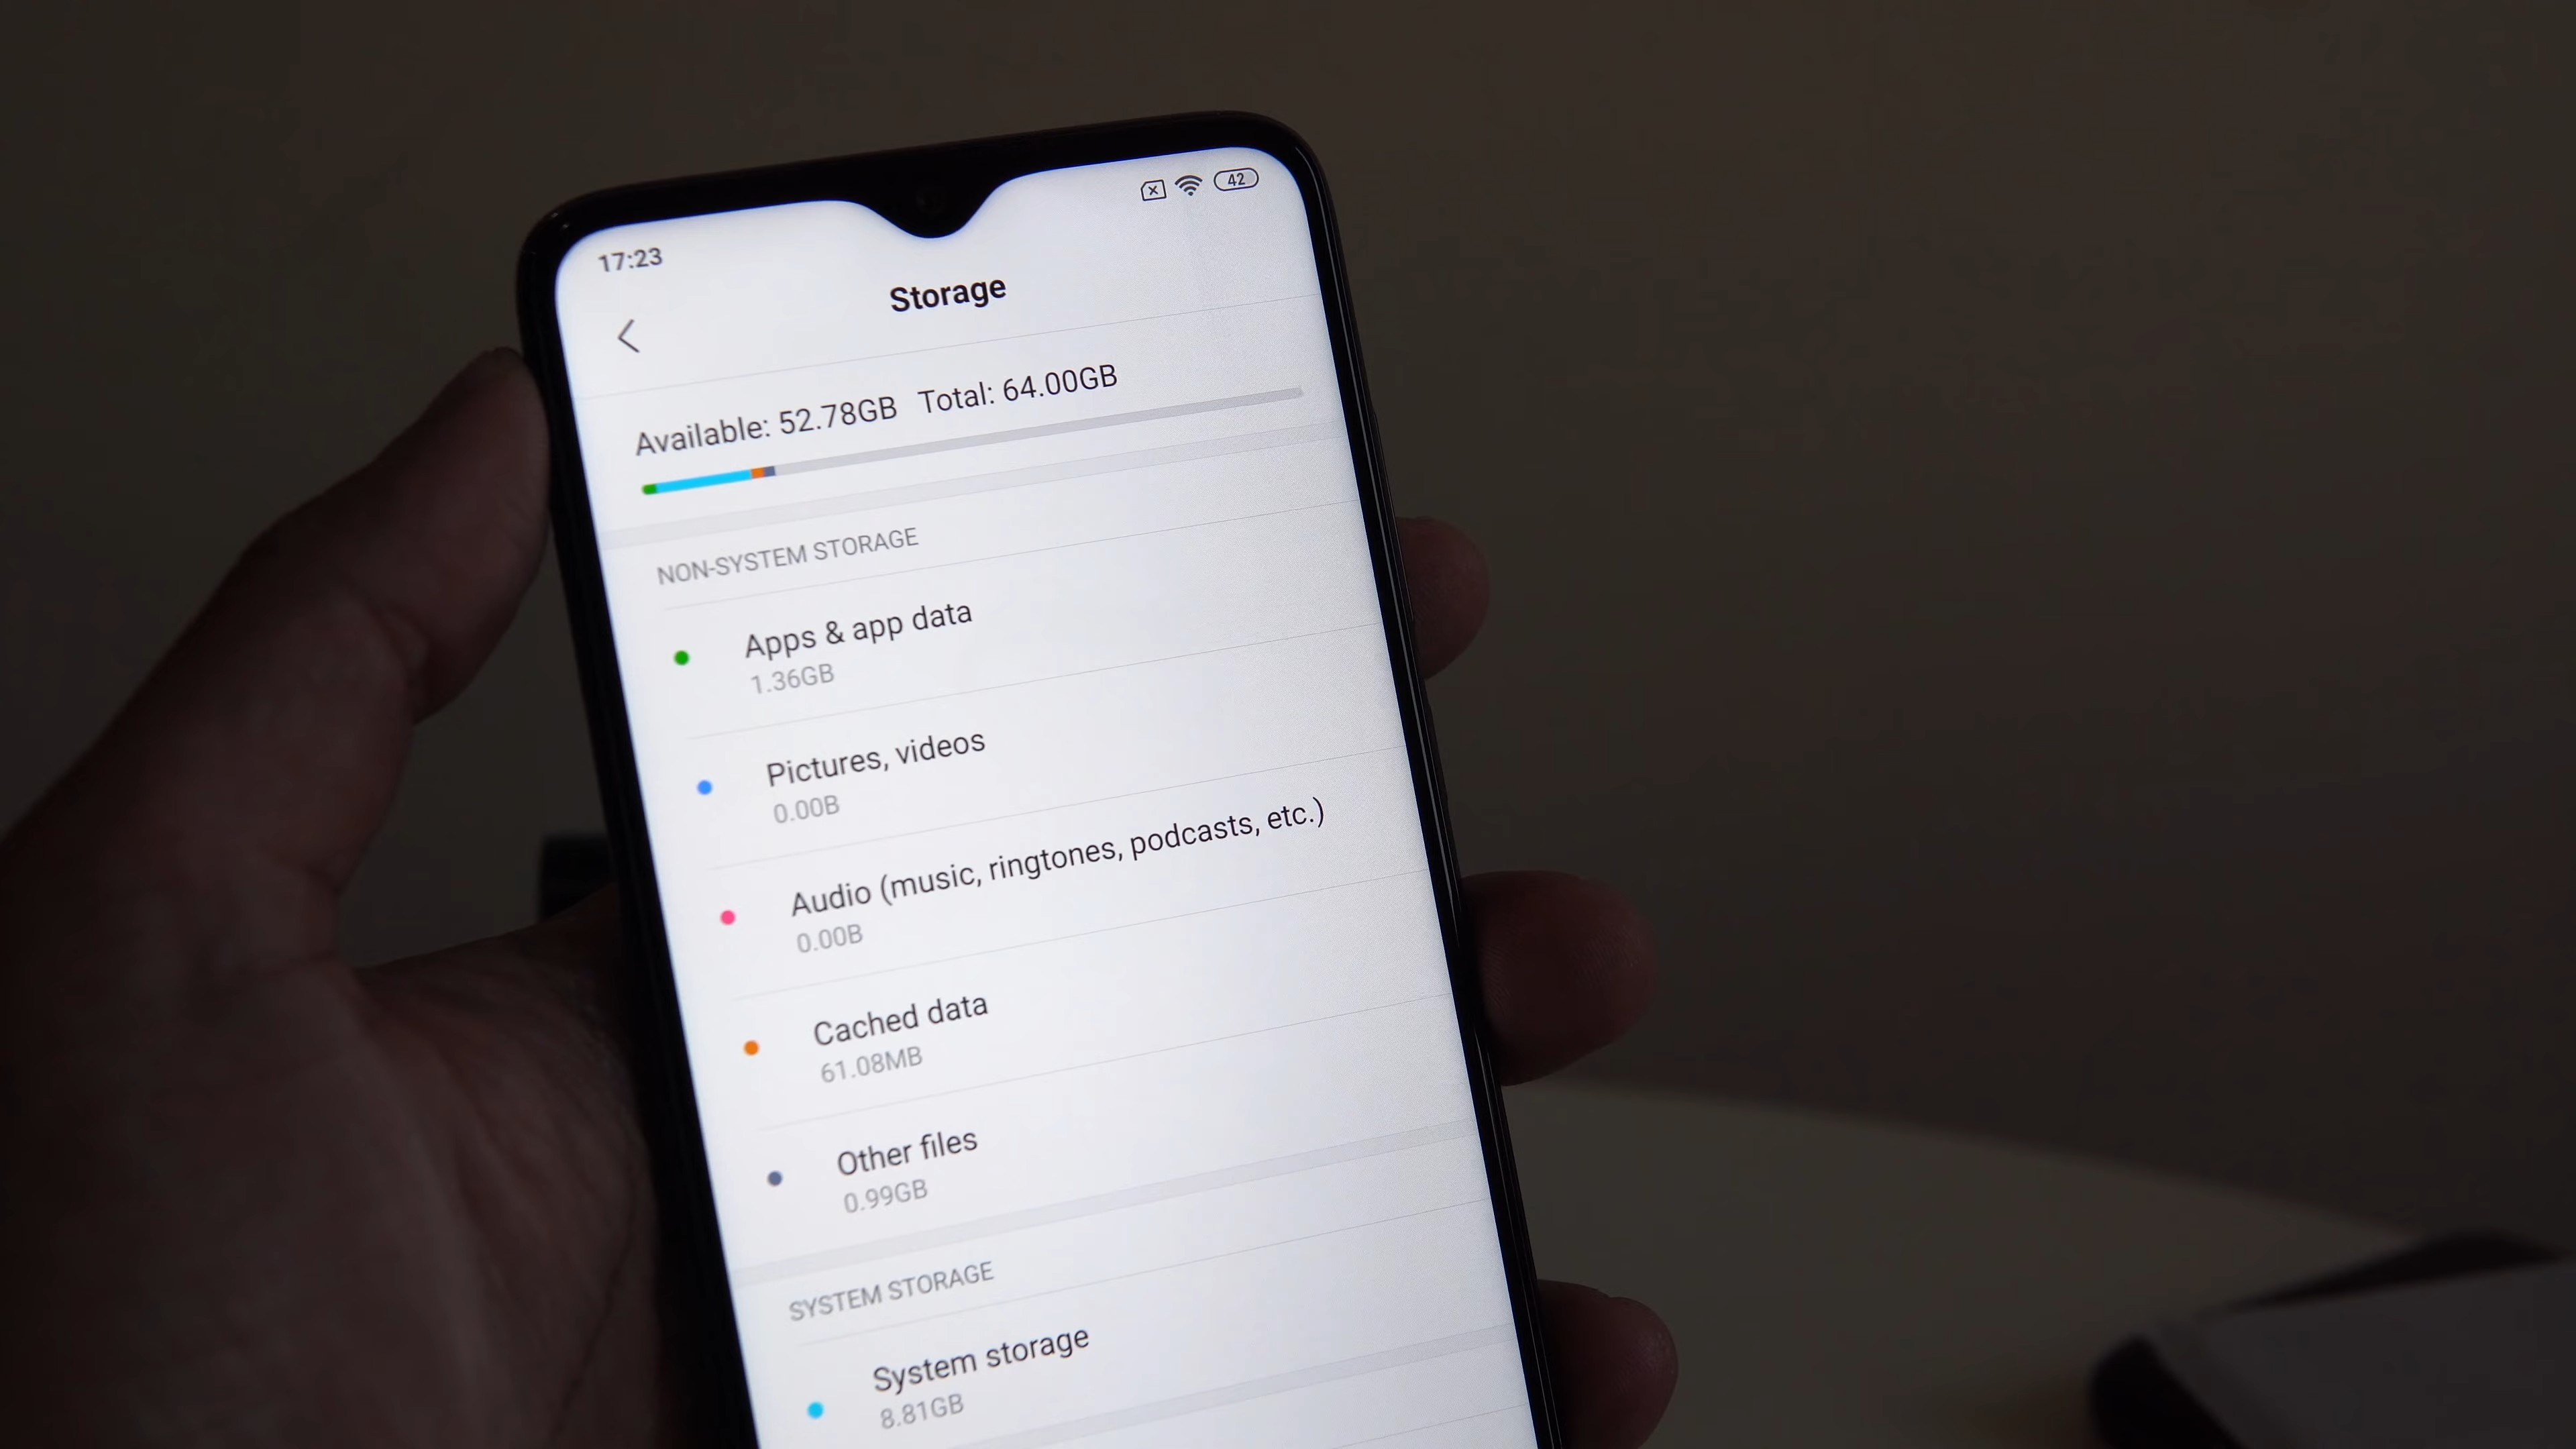 17:23
42
Storage
Available: 52.78GB Total: 64.00GB
NON-SYSTEM STORAGE
Apps & app data
1.36GB
Pictures, videos
0.00B
Audio (music, ringtones, podcasts, etc.)
0.00B
Cached data
61.08MB
Other files
0.99GB
SYSTEM STORAGE
System storage
8.81GB